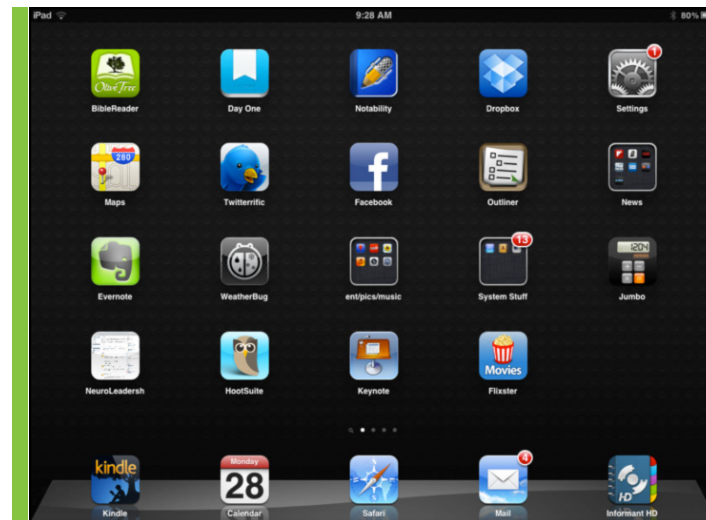 iPad 9:28 AM 80%
Olive Tree
BibleReader Day One Notability Dropbox Settings
1
280
Maps Twitterrific Facebook Outliner News
f
13
1204
Evernote WeatherBug ent/pics/music System Stuff Jumbo
Movies
NeuroLeadersh HootSuite Keynote Flixster
kindle Monday 4
28 HD
Kindle Calendar Safari Mail Informant HD